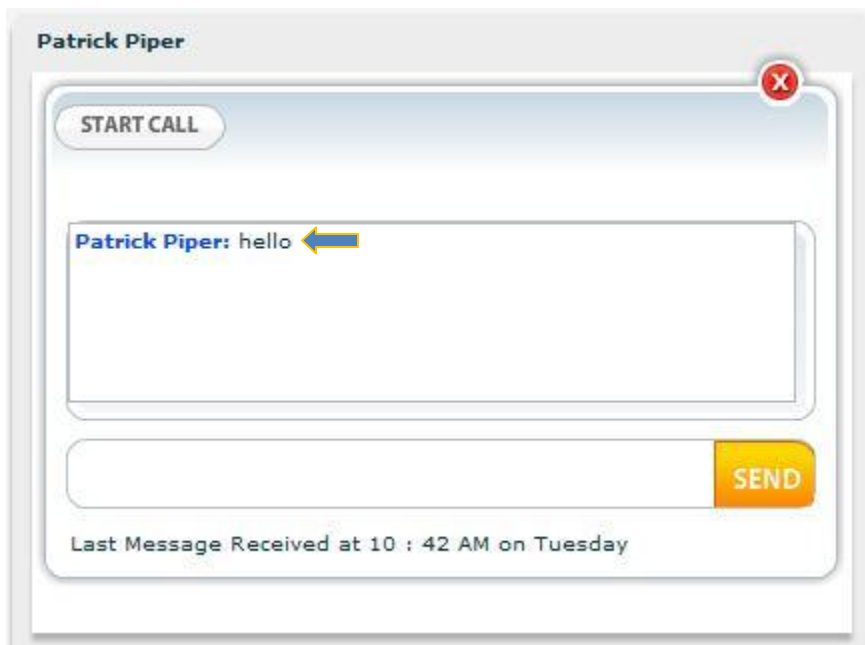 Patrick Piper
X
START CALL
Patrick Piper: hello
SEND
Last Message Received at 10 : 42 AM on Tuesday